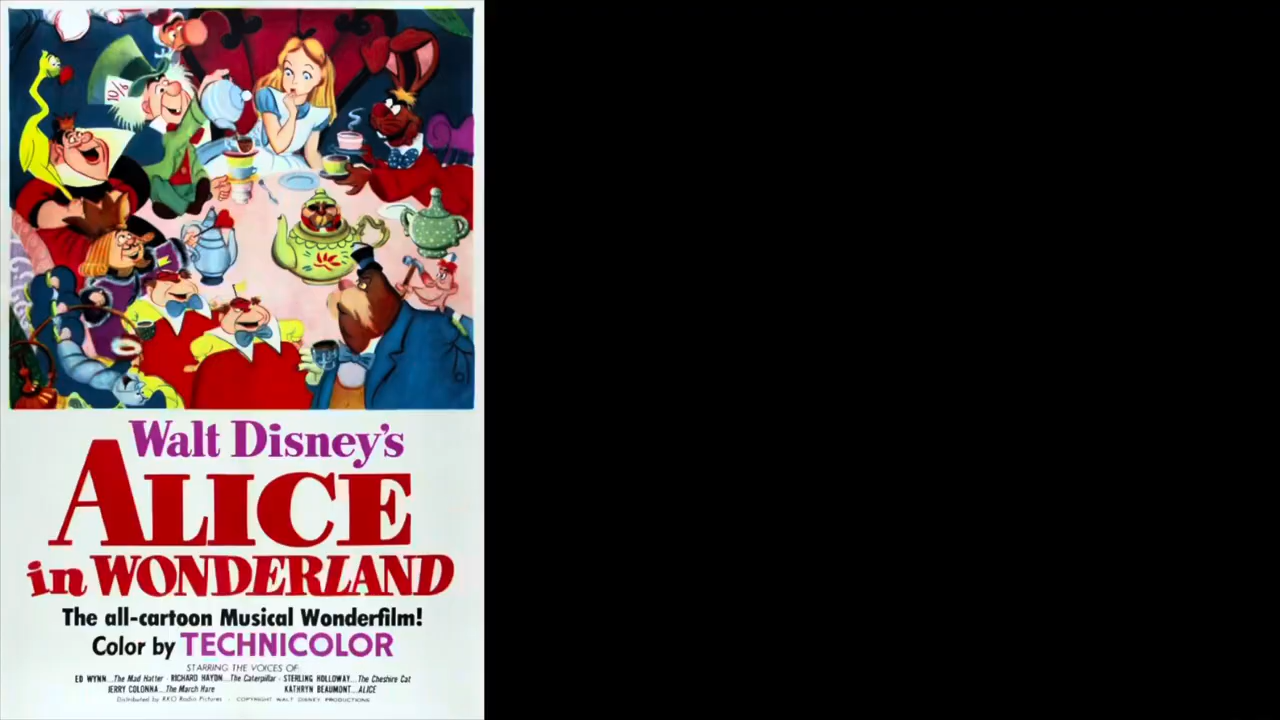 10/6
Walt Disney's
ALICE
in WONDERLAND
The all-cartoon Musical Wonderfilm!
Color by TECHNICOLOR
STARRING THE VOICES OF:
ED WYNN...The Mad Hatter · RICHARD HAYDN...The Caterpillar · STERLING HOLLOWAY...The Cheshire Cat
JERRY COLONNA...The March Hare KATHRYN BEAUMONT...ALICE
Distributed by RKO Radio Pictures · COPYRIGHT WALT DISNEY PRODUCTIONS